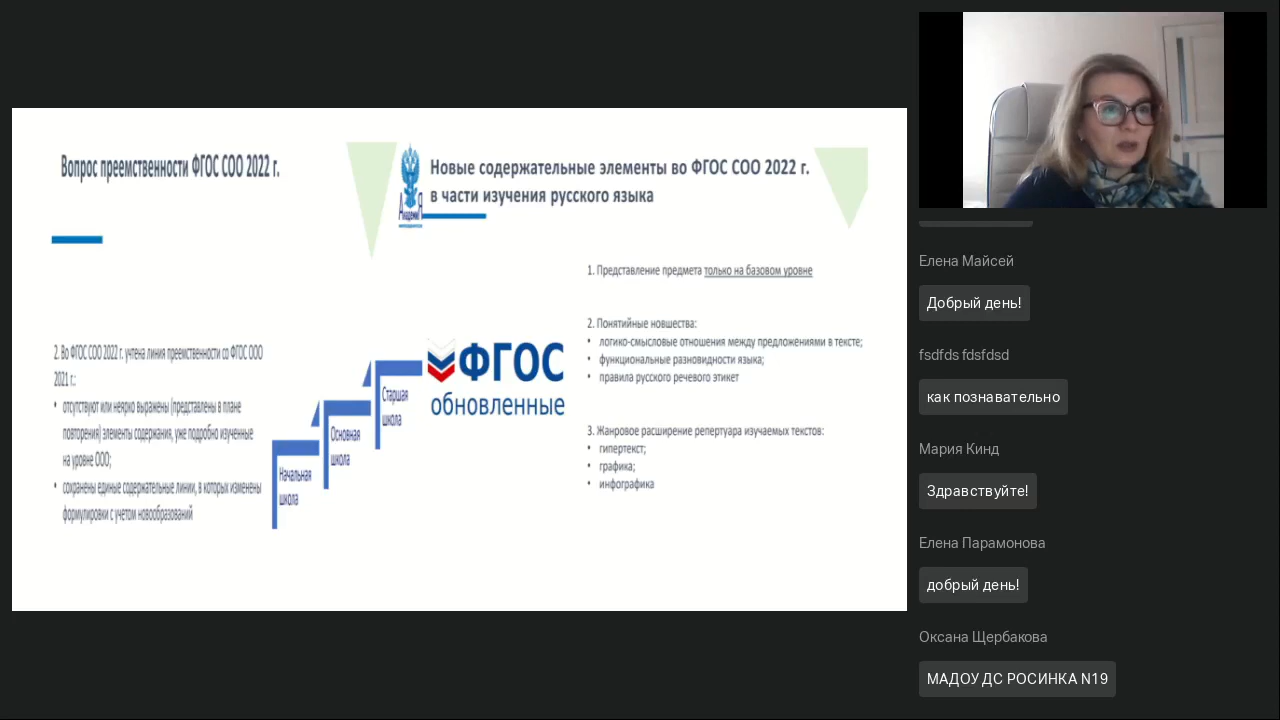 Вопрос преемственности ФГОС СОО 2022 г.
2. Во ФГОС СОО 2022 г. учтена линия преемственности со ФГОС ООО
2021 г.:
• отсутствуют или неярко выражены (представлены в плане
повторения) элементы содержания, уже подробно изученные
на уровне ООО;
• сохранены единые содержательные линии, в которых изменены
формулировки с учетом новообразований
Начальная
школа
Основная
школа
Старшая
школа
Академия
Новые содержательные элементы во ФГОС СОО 2022 г.
в части изучения русского языка
ФГОС
обновленные
1. Представление предмета только на базовом уровне
2. Понятийные новшества:
• логико-смысловые отношения между предложениями в тексте;
• функциональные разновидности языка;
• правила русского речевого этикет
3. Жанровое расширение репертуара изучаемых текстов:
• гипертекст;
• графика;
• инфографика
Елена Майсей
Добрый день!
fsdfds fdsfdsd
как познавательно
Мария Кинд
Здравствуйте!
Елена Парамонова
добрый день!
Оксана Щербакова
МАДОУ ДС РОСИНКА N19